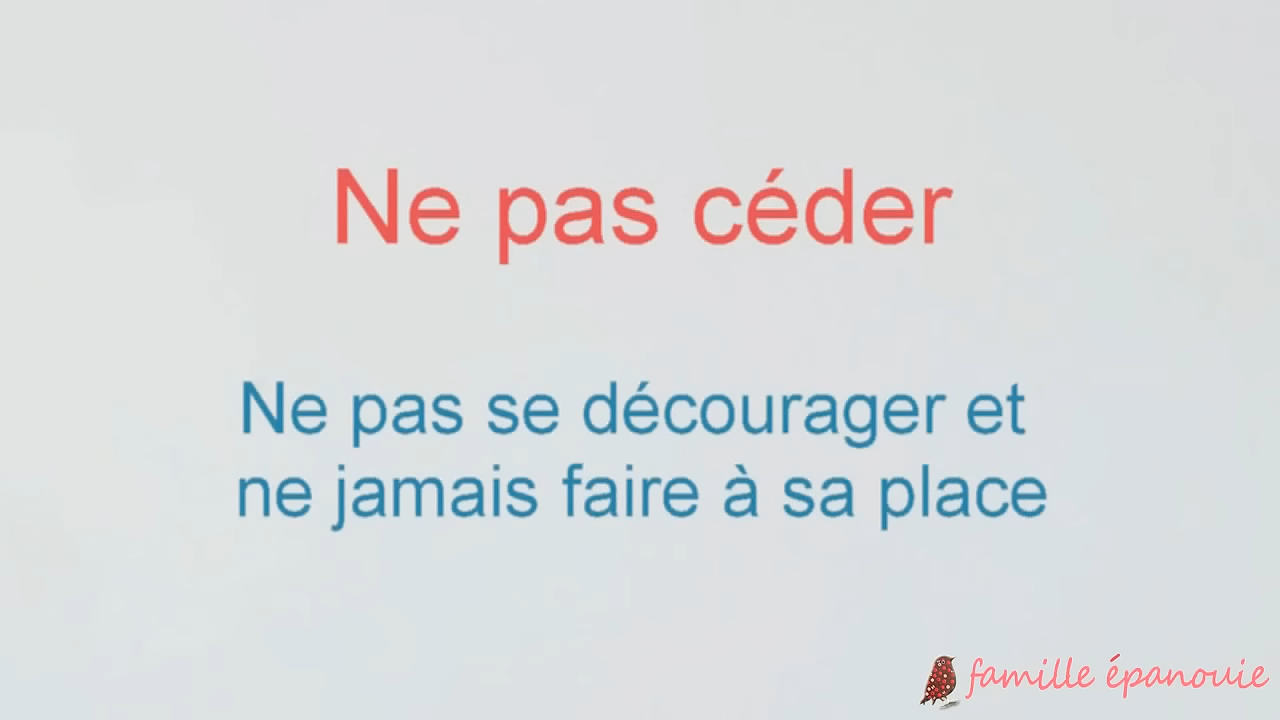 Ne pas céder
Ne pas se décourager et
ne jamais faire à sa place
famille épanouie